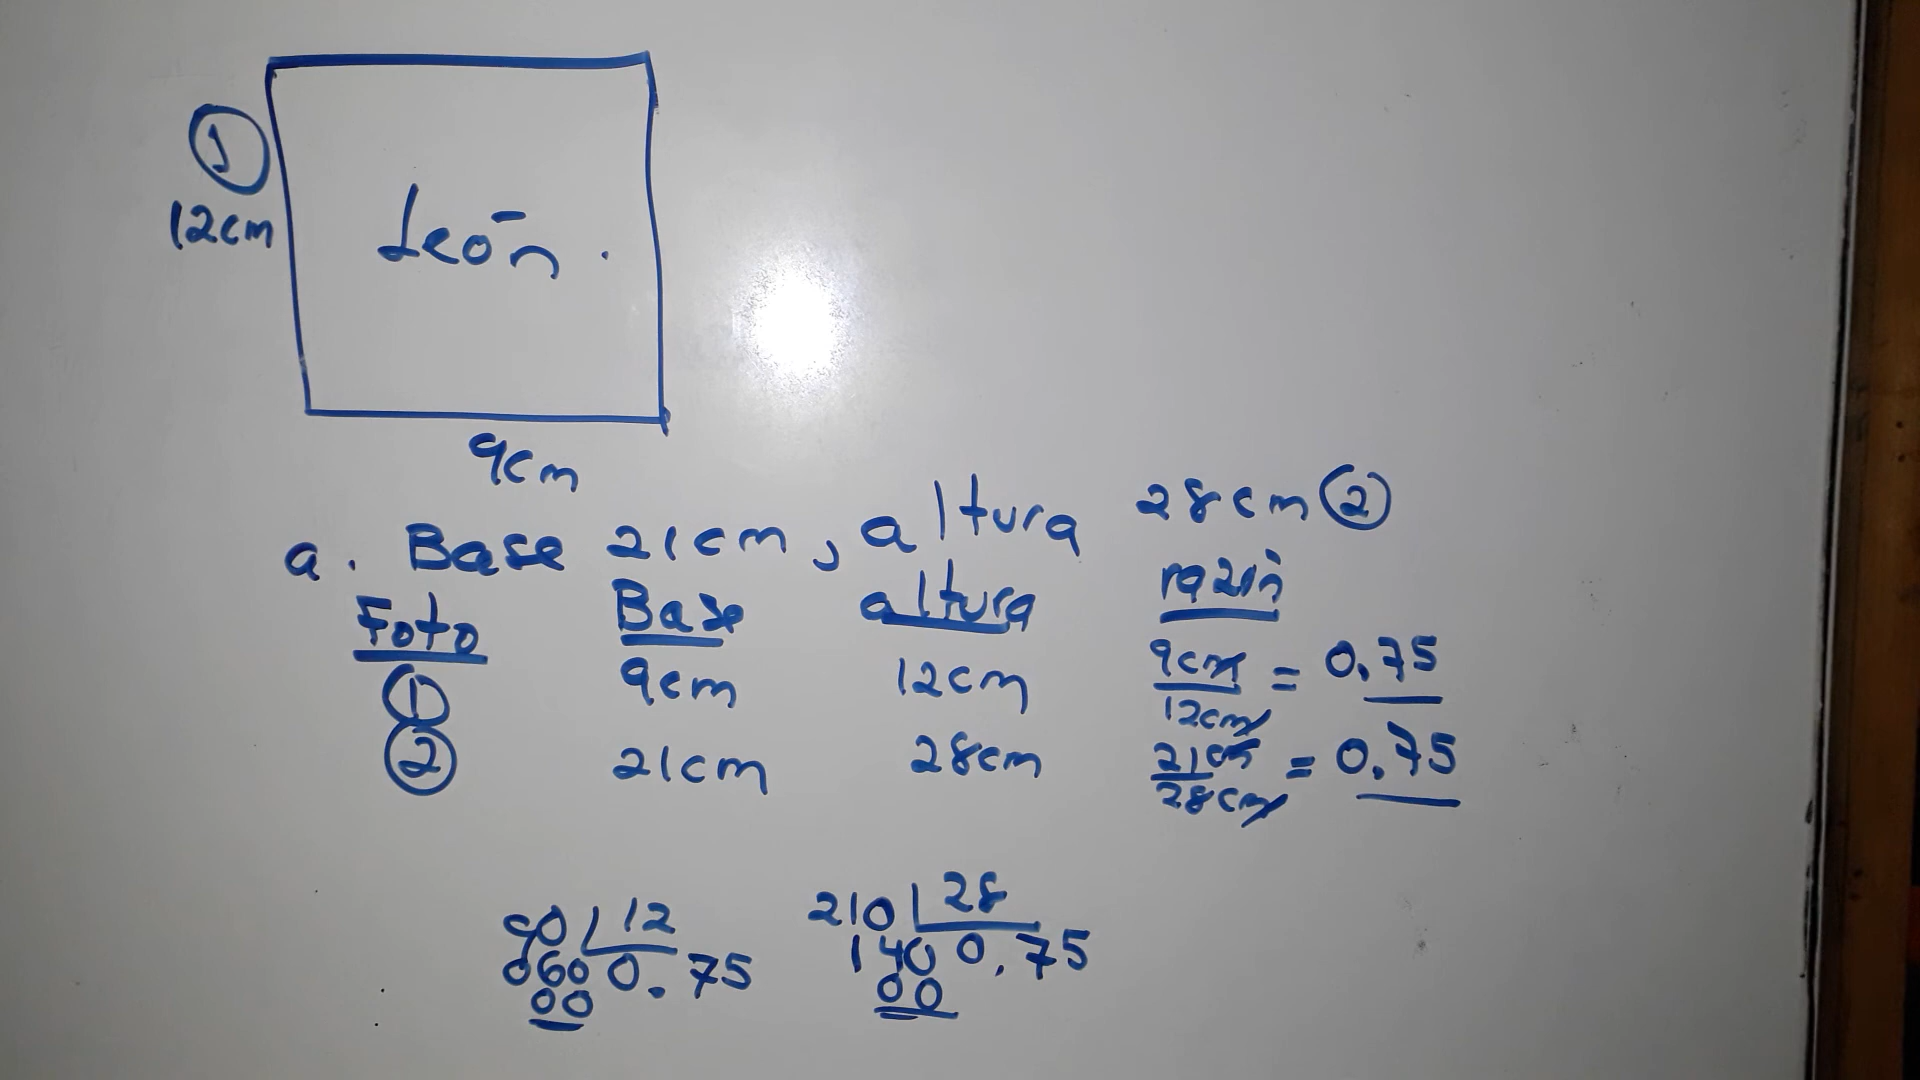 ①
12cm
León.
9cm
a. Base 21cm, altura 28cm ②
Foto Base altura razón
① 9cm 12cm 9cm/12cm = 0.75
② 21cm 28cm 21cm/28cm = 0.75
90 12
060 0.75
00
210 28
140 0.75
00